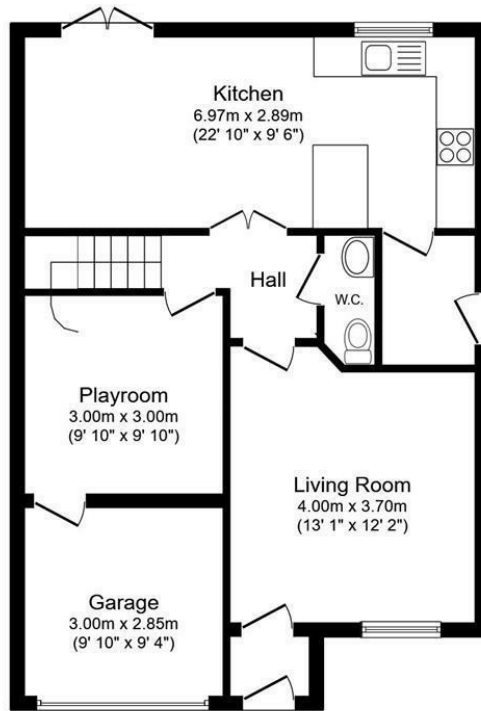 Kitchen
6.97m x 2.89m
(22' 10" x 9' 6")
Hall
W.C.
Playroom
3.00m x 3.00m
(9' 10" x 9' 10")
Living Room
4.00m x 3.70m
(13' 1" x 12' 2")
Garage
3.00m x 2.85m
(9' 10" x 9' 4")